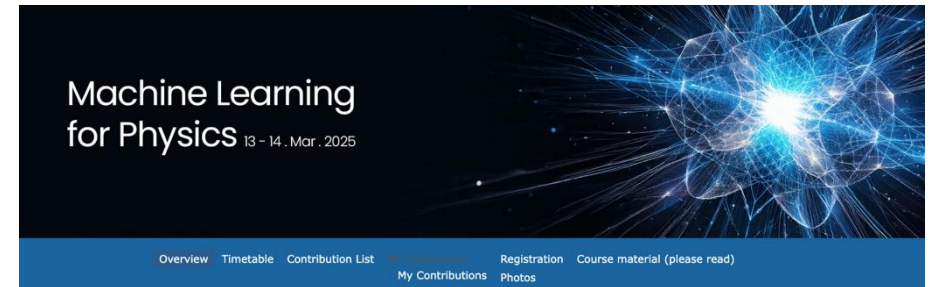 Machine Learning
for Physics 13 - 14 . Mar . 2025
Overview Timetable Contribution List Registration Course material (please read)
My Contributions Photos